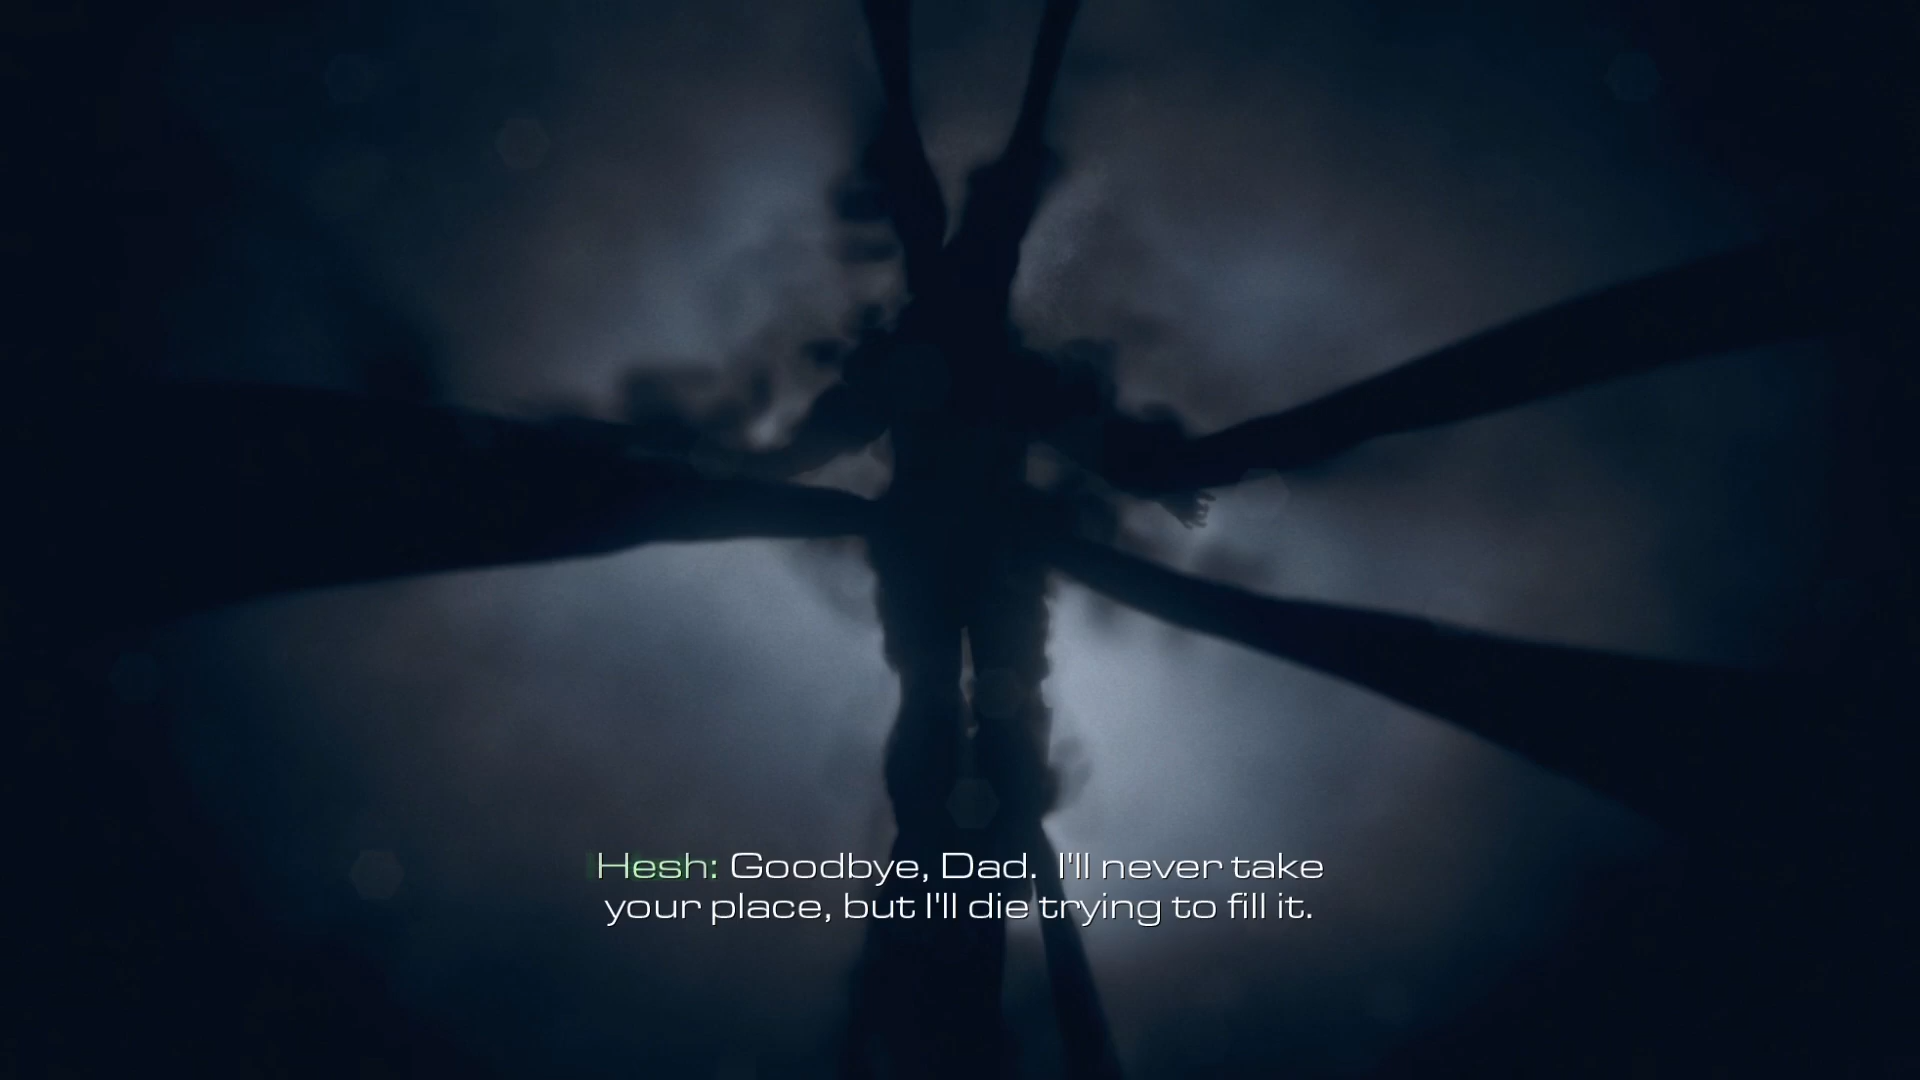 Hesh: Goodbye, Dad.  I'll never take
your place, but I'll die trying to fill it.